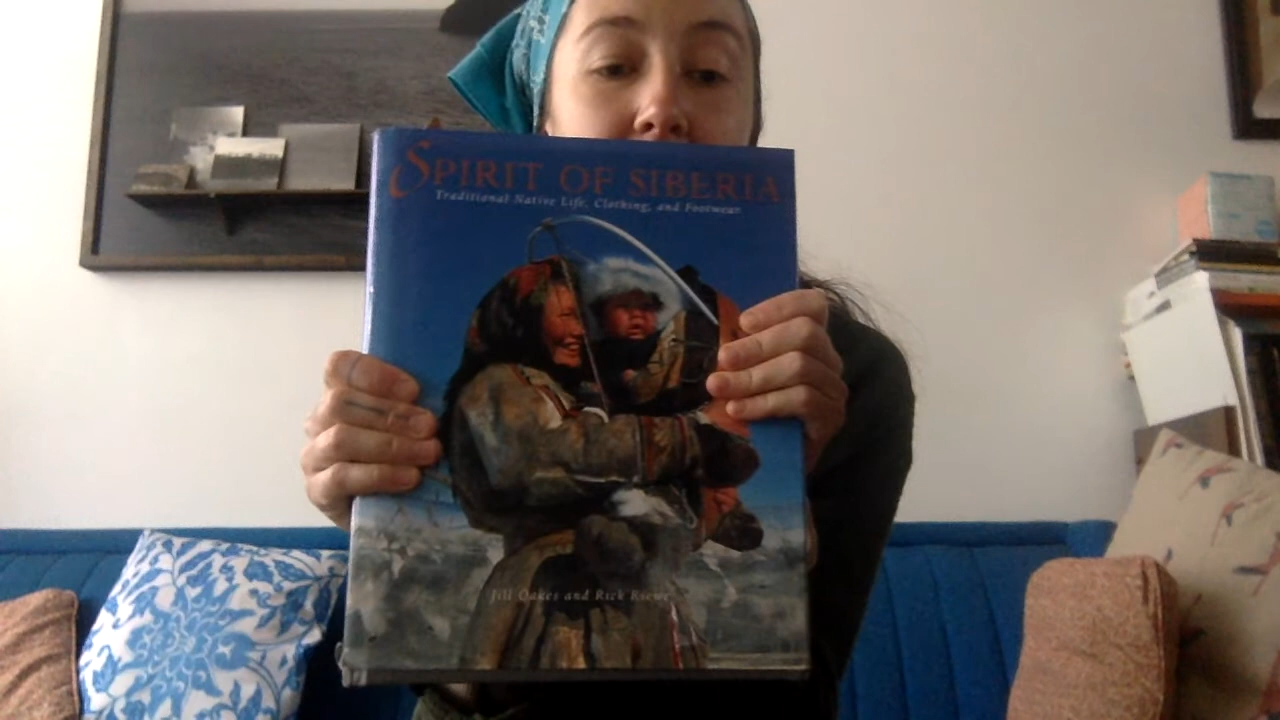 SPIRIT OF SIBERIA
Traditional Native Life, Clothing, and Footwear
Jill Oakes and Rick Riewe